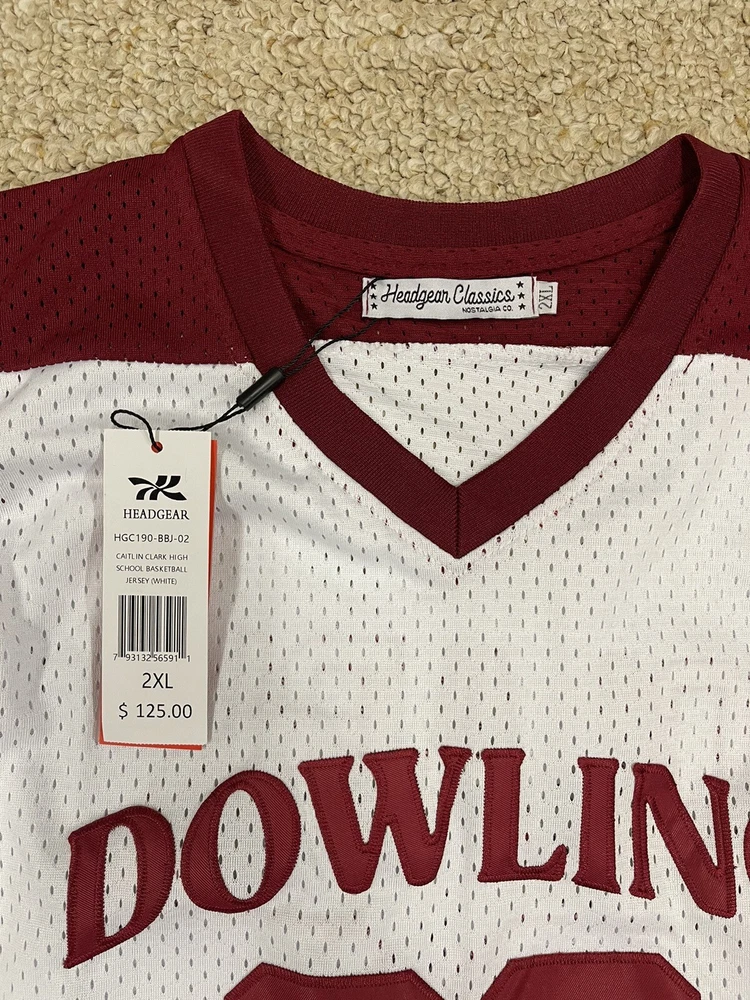 Headgear Classics
NOSTALGIA CO.
2XL
HEADGEAR
HGC190-BBJ-02
CAITLIN CLARK HIGH
SCHOOL BASKETBALL
JERSEY (WHITE)
7 93132 56591 1
2XL
$ 125.00
DOWLING